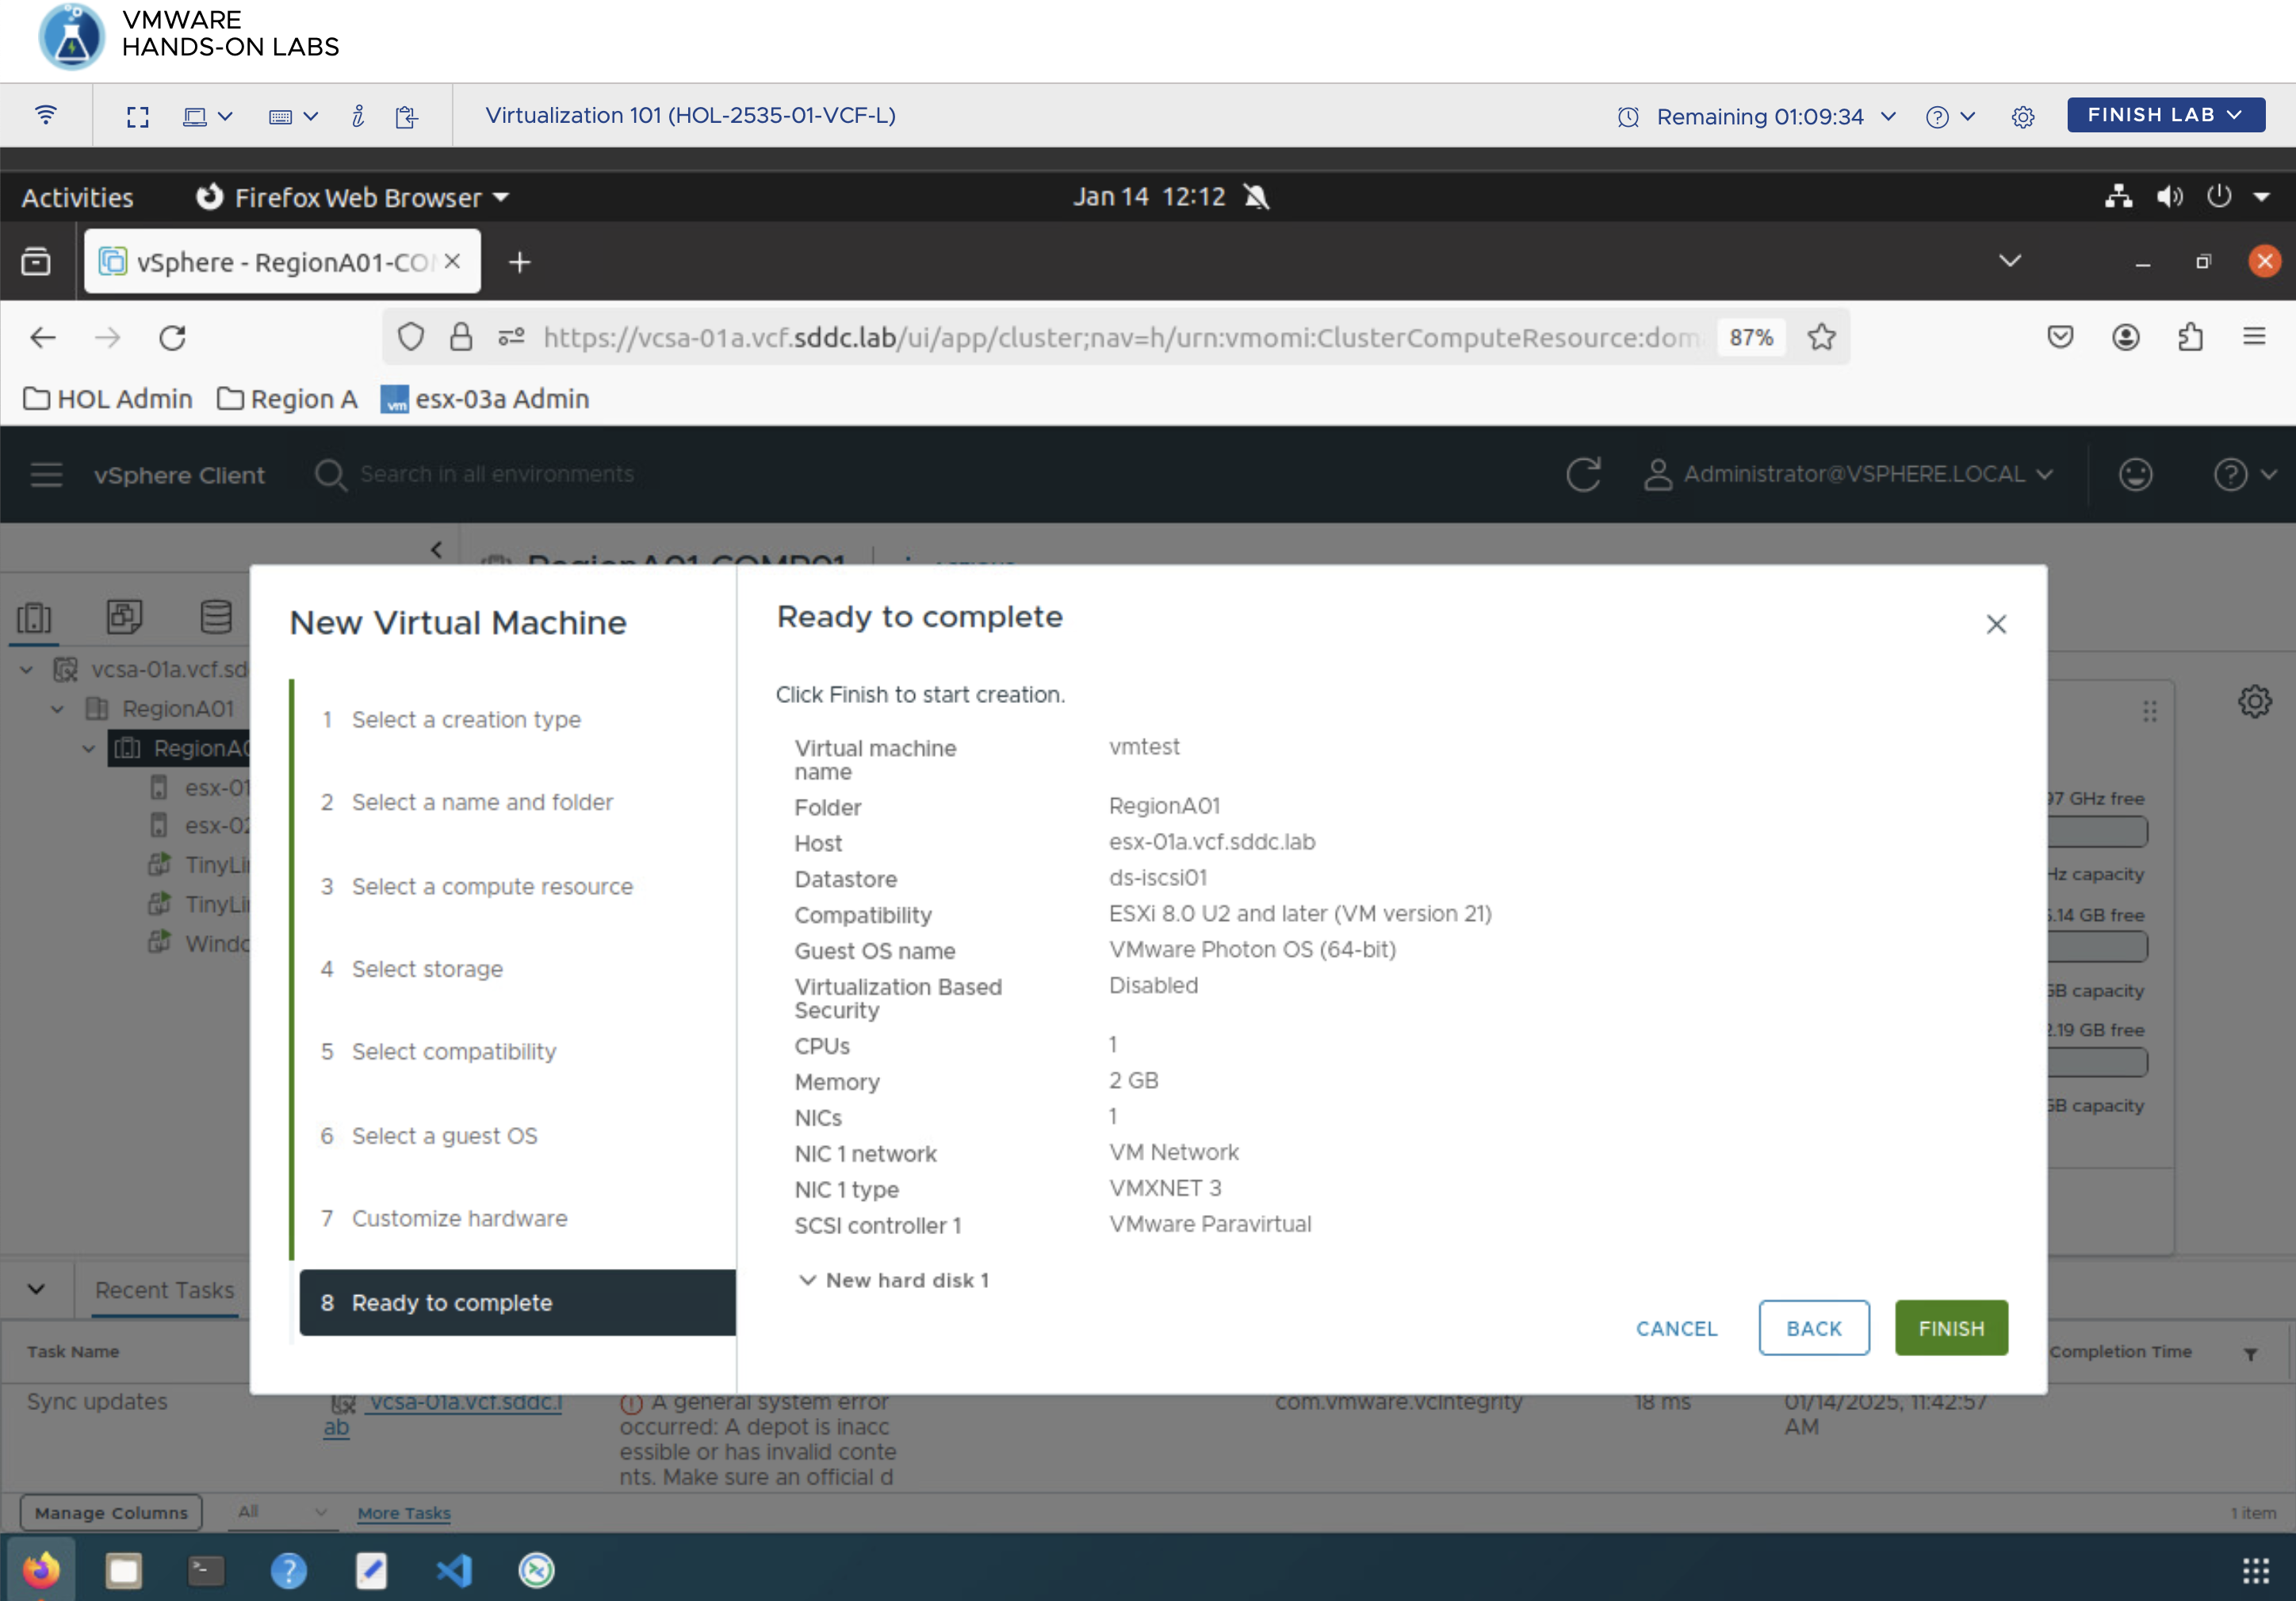 VMWARE
HANDS-ON LABS
Virtualization 101 (HOL-2535-01-VCF-L)
Remaining 01:09:34
FINISH LAB
Activities
Firefox Web Browser
Jan 14 12:12
vSphere - RegionA01-CO
https://vcsa-01a.vcf.sddc.lab/ui/app/cluster;nav=h/urn:vmomi:ClusterComputeResource:dom
87%
HOL Admin
Region A
vm
esx-03a Admin
vSphere Client
Search in all environments
Administrator@VSPHERE.LOCAL
RegionA01-COMP01
ACTIONS
vcsa-01a.vcf.sd
RegionA01
RegionA0
esx-01
esx-02
TinyLi
TinyLi
Windo
New Virtual Machine
1 Select a creation type
2 Select a name and folder
3 Select a compute resource
4 Select storage
5 Select compatibility
6 Select a guest OS
7 Customize hardware
8 Ready to complete
Ready to complete
Click Finish to start creation.
Virtual machine name vmtest
Folder RegionA01
Host esx-01a.vcf.sddc.lab
Datastore ds-iscsi01
Compatibility ESXi 8.0 U2 and later (VM version 21)
Guest OS name VMware Photon OS (64-bit)
Virtualization Based Security Disabled
CPUs 1
Memory 2 GB
NICs 1
NIC 1 network VM Network
NIC 1 type VMXNET 3
SCSI controller 1 VMware Paravirtual
New hard disk 1
CANCEL
BACK
FINISH
97 GHz free
Hz capacity
.14 GB free
GB capacity
2.19 GB free
GB capacity
Recent Tasks
Task Name
Completion Time
Sync updates
vcsa-01a.vcf.sddc.l
ab
A general system error
occurred: A depot is inacc
essible or has invalid conte
nts. Make sure an official d
com.vmware.vcIntegrity
18 ms
01/14/2025, 11:42:57
AM
Manage Columns
All
More Tasks
1 item